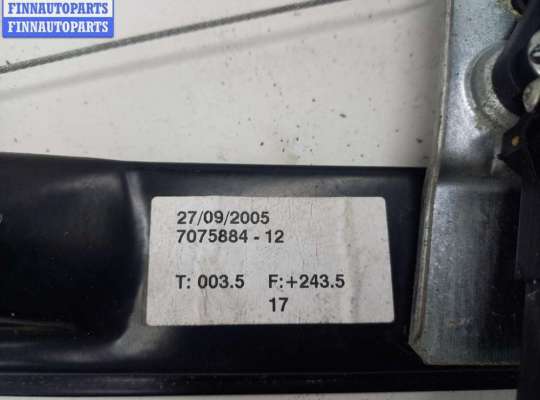 FINNAUTOPARTS
FINNAUTOPARTS
27/09/2005
7075884 - 12
T: 003.5 F:+243.5
17